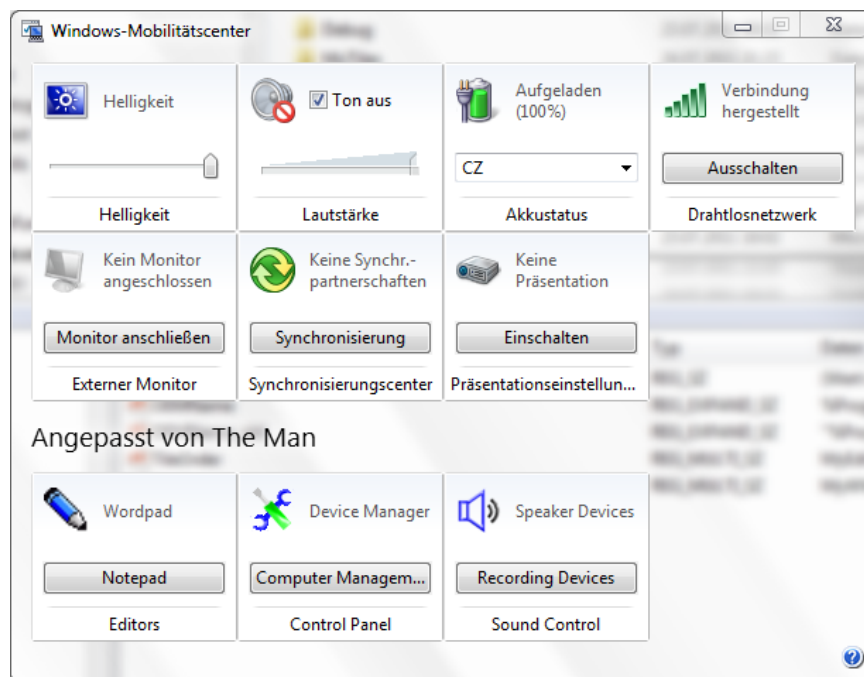 Windows-Mobilitätscenter
Helligkeit
Helligkeit
Ton aus
Lautstärke
Aufgeladen
(100%)
CZ
Akkustatus
Verbindung
hergestellt
Ausschalten
Drahtlosnetzwerk
Kein Monitor
angeschlossen
Monitor anschließen
Externer Monitor
Keine Synchr.-
partnerschaften
Synchronisierung
Synchronisierungscenter
Keine
Präsentation
Einschalten
Präsentationseinstellun...
Angepasst von The Man
Wordpad
Notepad
Editors
Device Manager
Computer Managem...
Control Panel
Speaker Devices
Recording Devices
Sound Control